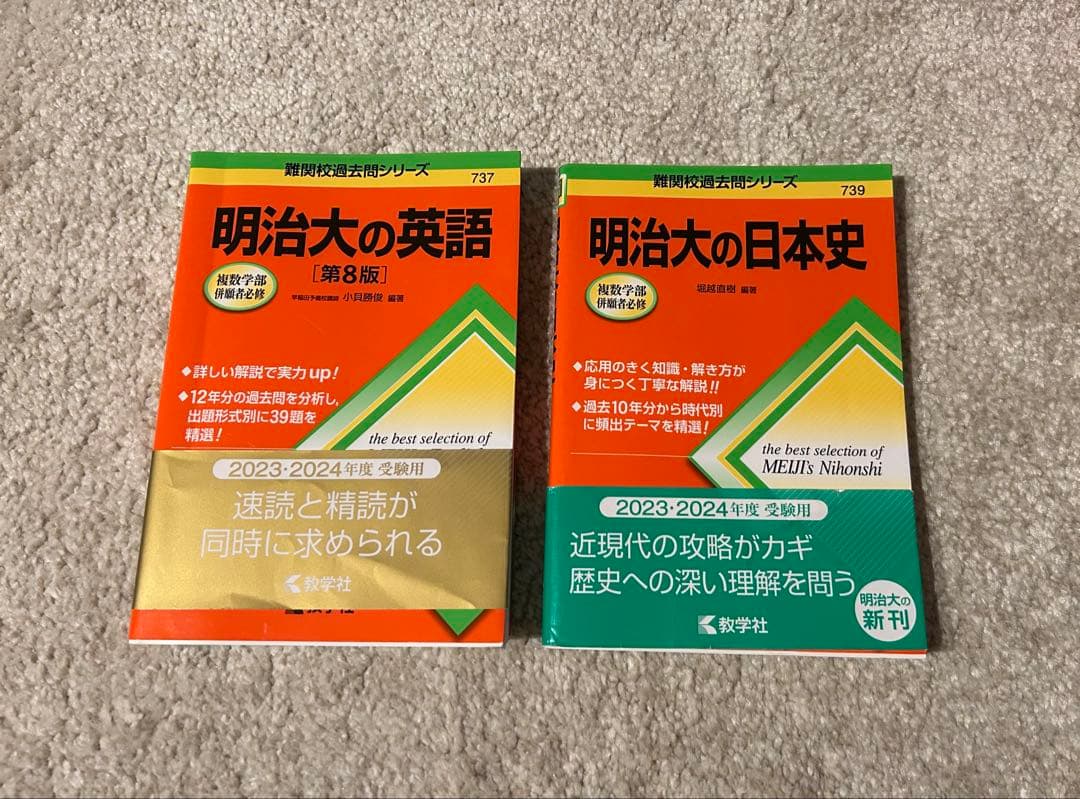 難関校過去問シリーズ
737
明治大の英語
[第8版]
複数学部
併願者必修
早稲田予備校講師 小貝勝俊 編著
◆詳しい解説で実力up!
◆12年分の過去問を分析し、
出題形式別に39題を
精選!
the best selection of
2023・2024年度 受験用
速読と精読が
同時に求められる
教学社
難関校過去問シリーズ
739
明治大の日本史
複数学部
併願者必修
堀越直樹 編著
◆応用のきく知識・解き方が
身につく丁寧な解説!!
◆過去10年分から時代別
に頻出テーマを精選!
the best selection of
MEIJI's Nihonshi
2023・2024年度 受験用
近現代の攻略がカギ
歴史への深い理解を問う
明治大の
新刊
教学社